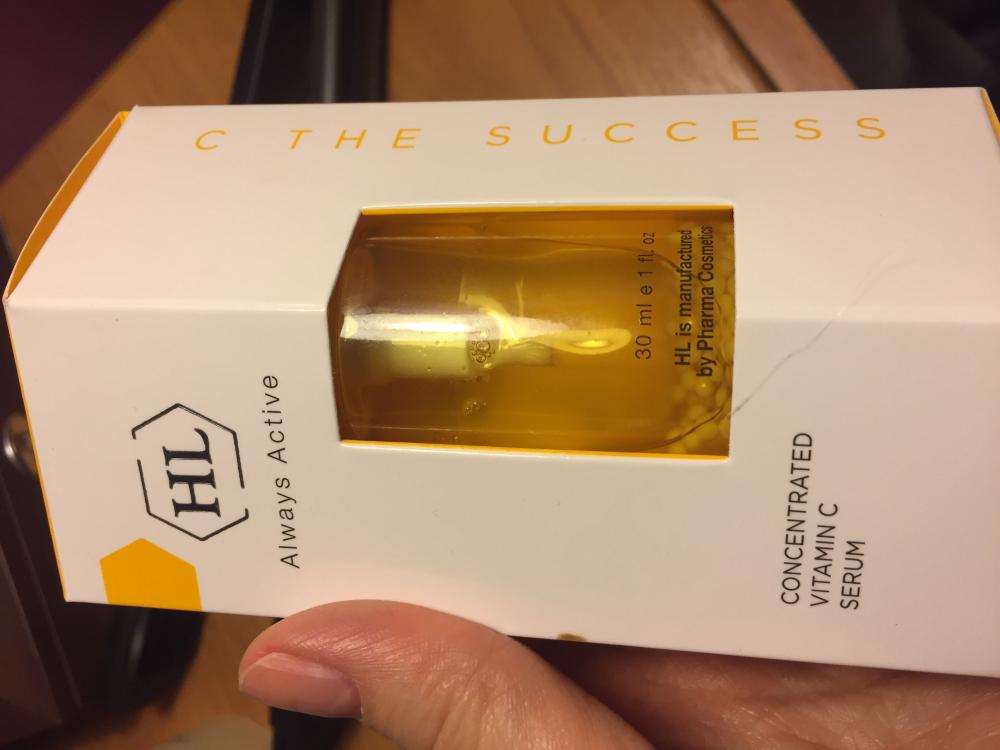 C THE SUCCESS
HL
Always Active
30 ml e 1 fl. oz
HL is manufactured
by Pharma Cosmetics
CONCENTRATED
VITAMIN C
SERUM